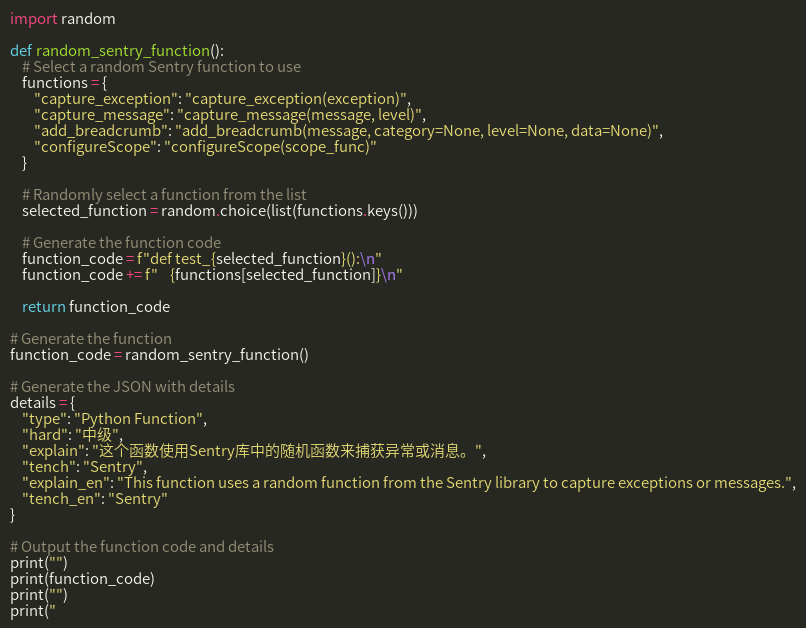 import random

def random_sentry_function():
    # Select a random Sentry function to use
    functions = {
        "capture_exception": "capture_exception(exception)",
        "capture_message": "capture_message(message, level)",
        "add_breadcrumb": "add_breadcrumb(message, category=None, level=None, data=None)",
        "configureScope": "configureScope(scope_func)"
    }

    # Randomly select a function from the list
    selected_function = random.choice(list(functions.keys()))

    # Generate the function code
    function_code = f"def test_{selected_function}():\n"
    function_code += f"    {functions[selected_function]}\n"

    return function_code

# Generate the function
function_code = random_sentry_function()

# Generate the JSON with details
details = {
    "type": "Python Function",
    "hard": "中级",
    "explain": "这个函数使用Sentry库中的随机函数来捕获异常或消息。",
    "tench": "Sentry",
    "explain_en": "This function uses a random function from the Sentry library to capture exceptions or messages.",
    "tench_en": "Sentry"
}

# Output the function code and details
print("")
print(function_code)
print("")
print("